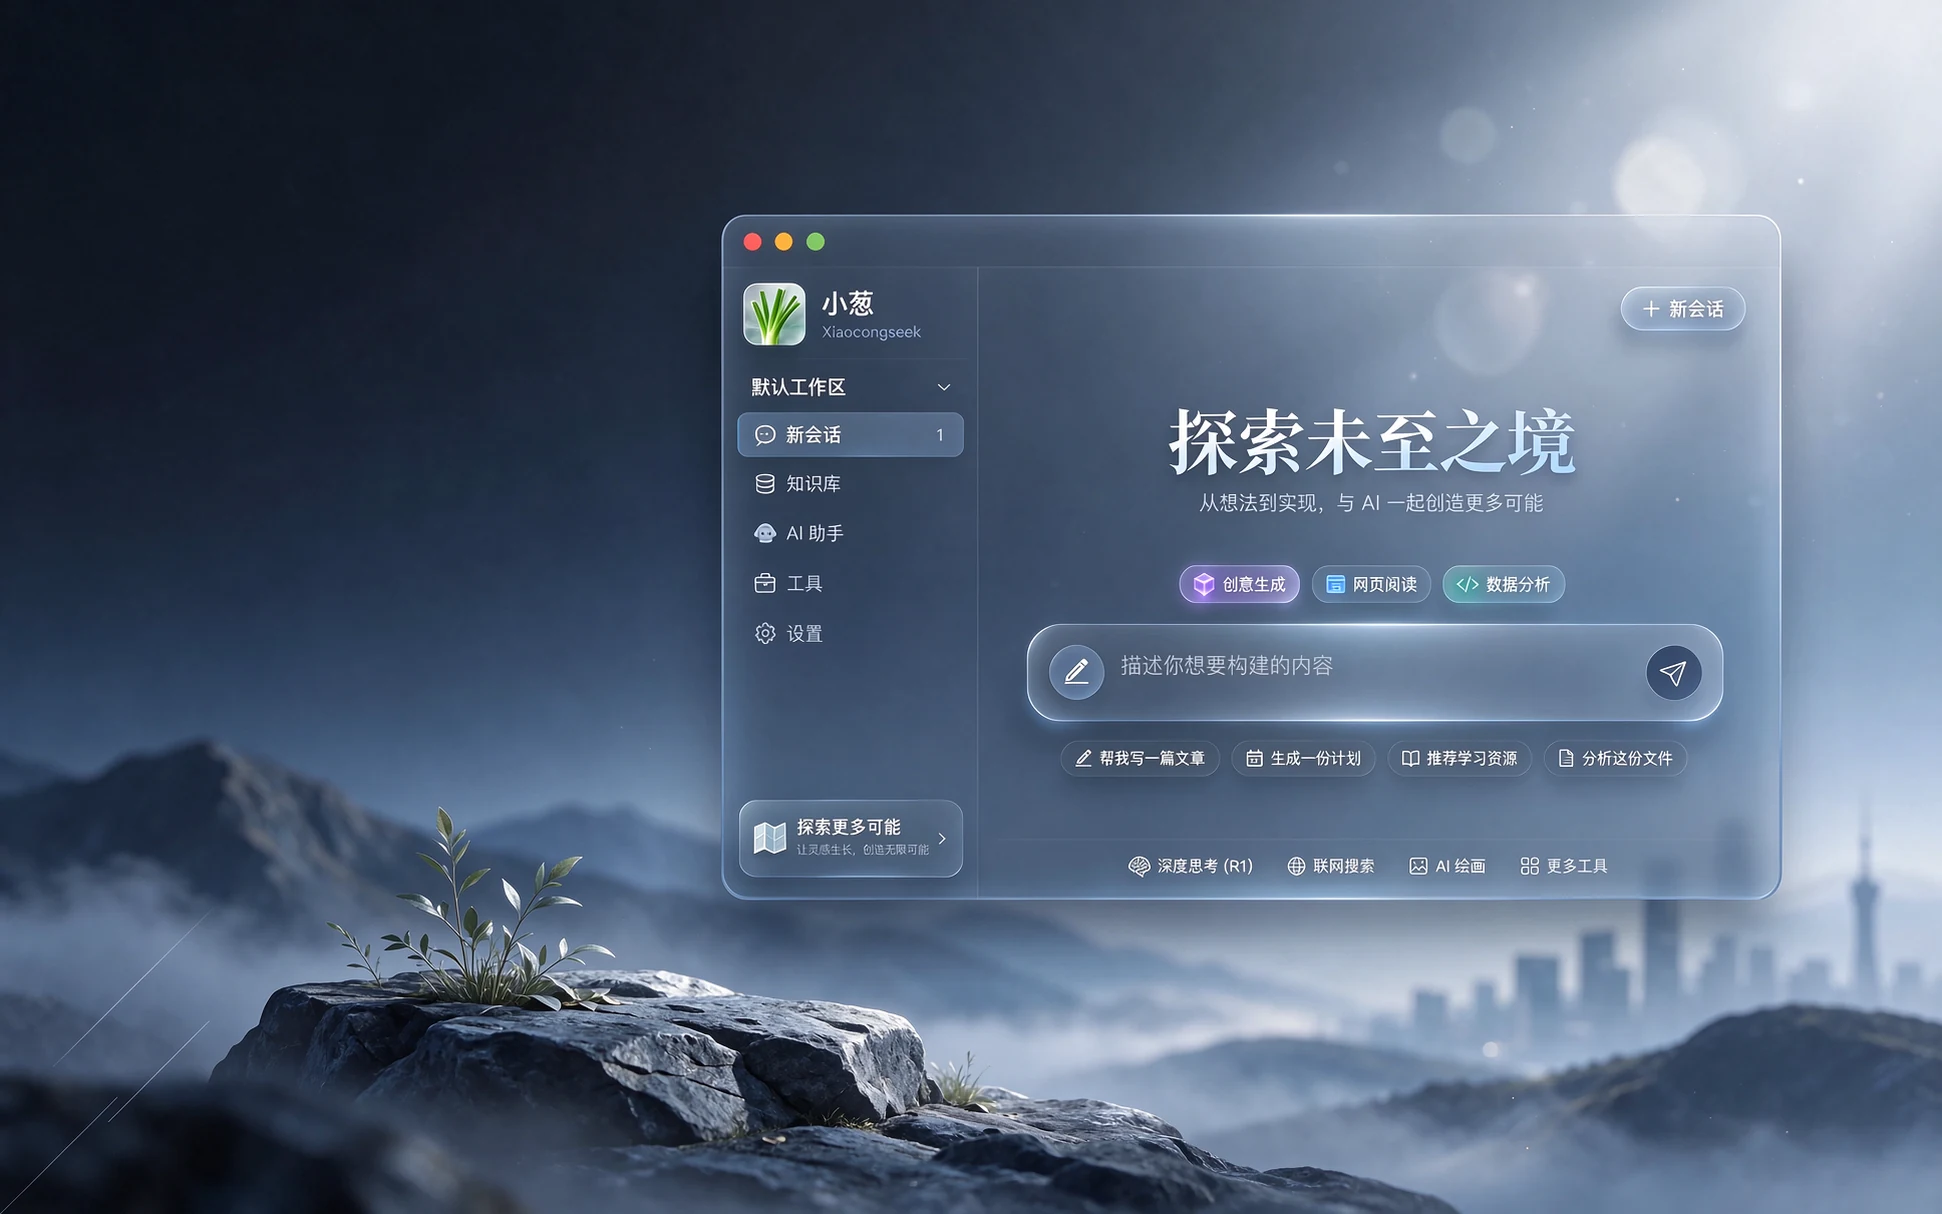 小葱
Xiaocongseek
默认工作区
新会话 1
知识库
AI 助手
工具
设置
探索更多可能
让灵感生长，创造无限可能
+ 新会话
探索未至之境
从想法到实现，与 AI 一起创造更多可能
创意生成 网页阅读 数据分析
描述你想要构建的内容
帮我写一篇文章 生成一份计划 推荐学习资源 分析这份文件
深度思考 (R1) 联网搜索 AI 绘画 更多工具